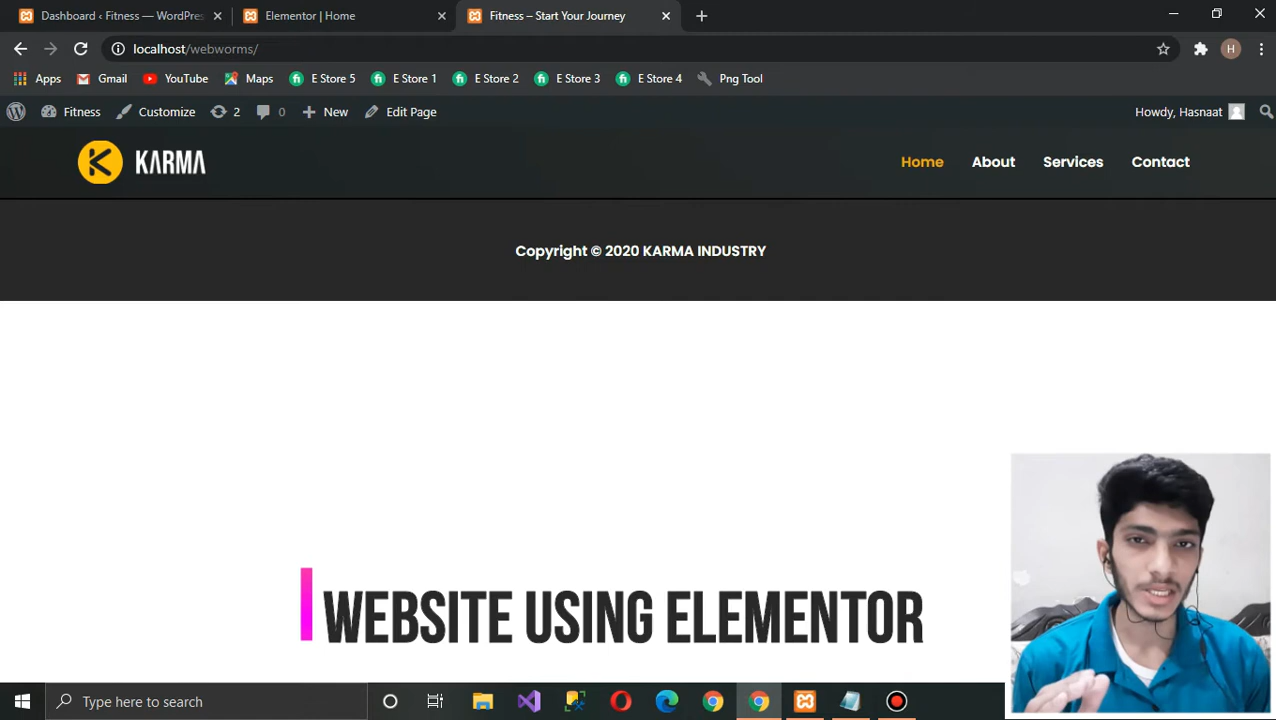 Dashboard ‹ Fitness — WordPres
Elementor | Home
Fitness – Start Your Journey
localhost/webworms/
Apps
Gmail
YouTube
Maps
E Store 5
E Store 1
E Store 2
E Store 3
E Store 4
Png Tool
H
Fitness
Customize
2
0
New
Edit Page
Howdy, Hasnaat
KARMA
Home
About
Services
Contact
Copyright © 2020 KARMA INDUSTRY
WEBSITE USING ELEMENTOR
Type here to search